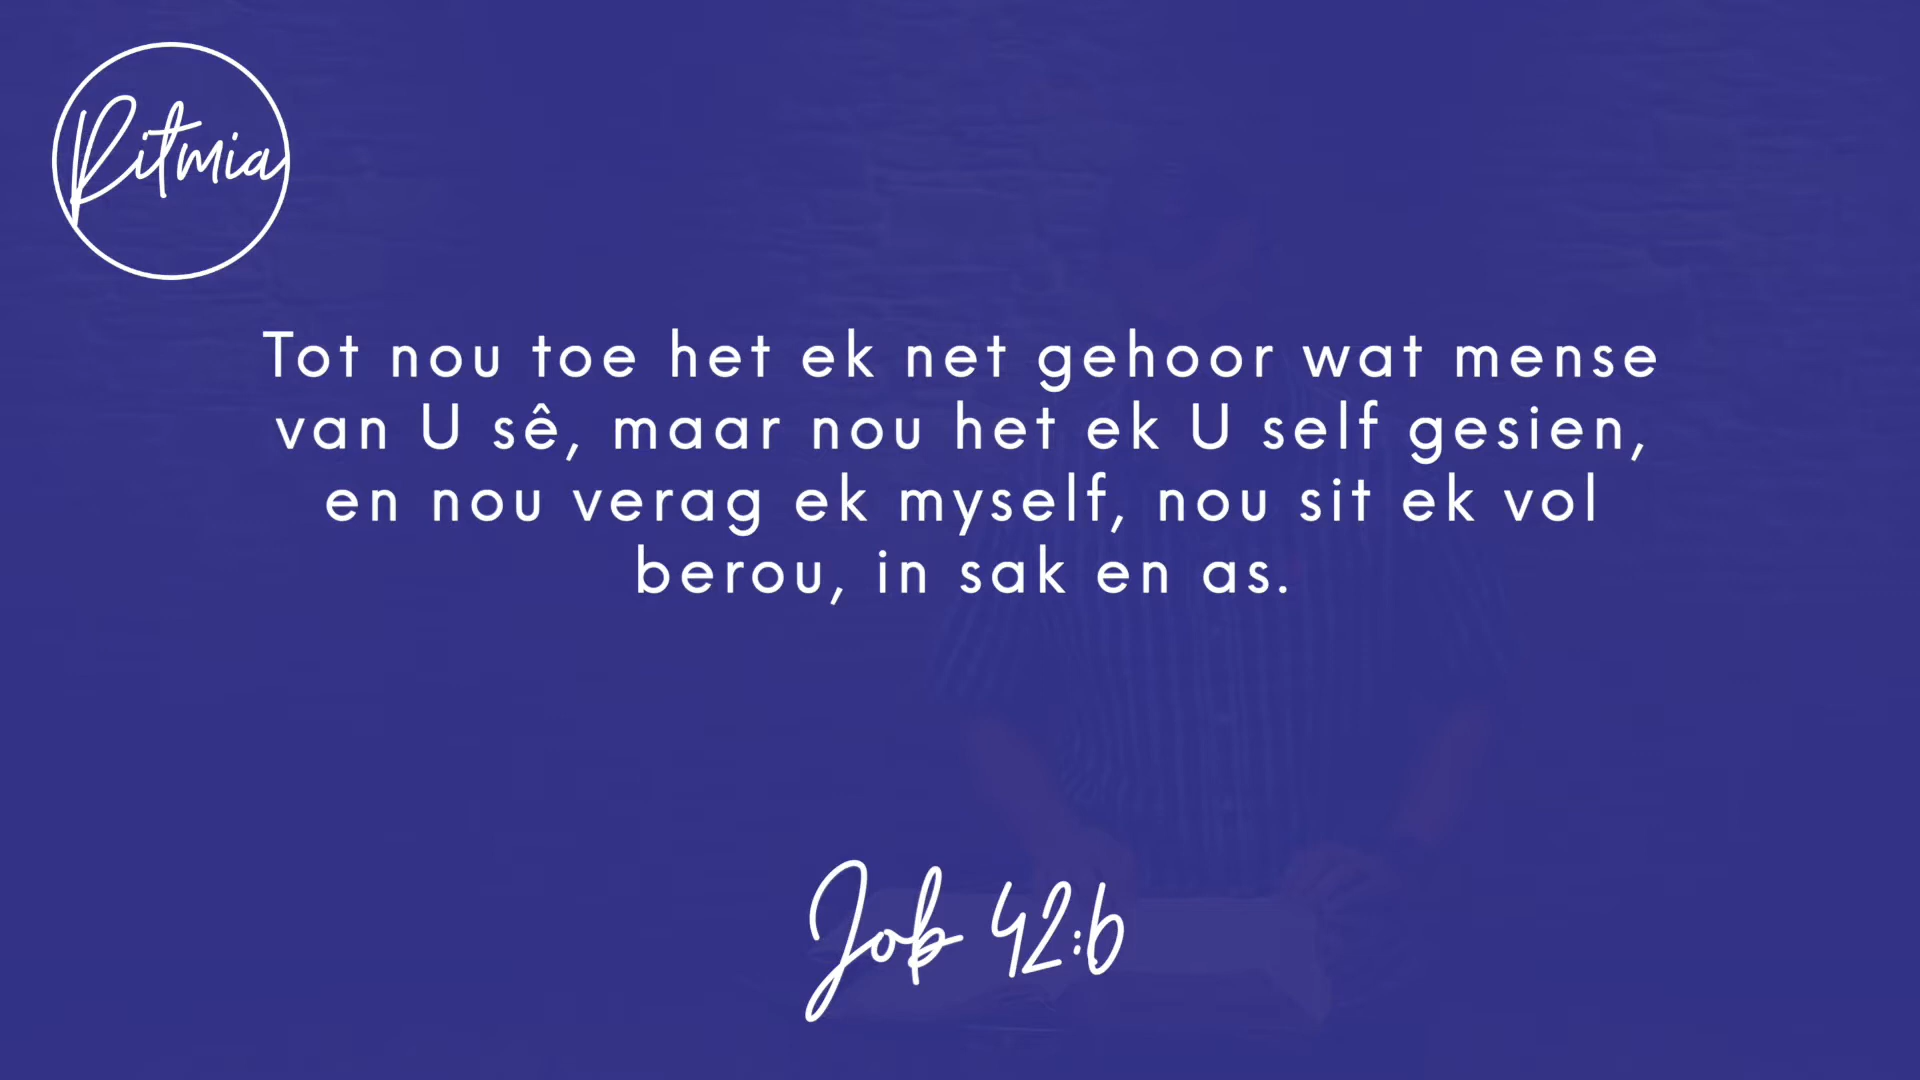 Ritmia
Tot nou toe het ek net gehoor wat mense
van U sê, maar nou het ek U self gesien,
en nou verag ek myself, nou sit ek vol
berou, in sak en as.
Job 42:6